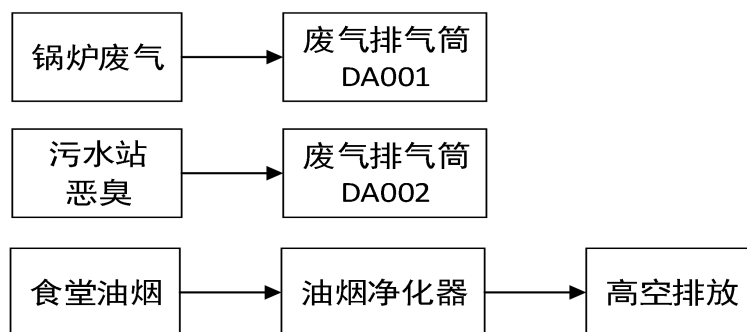 锅炉废气
废气排气筒
DA001
污水站
恶臭
废气排气筒
DA002
食堂油烟
油烟净化器
高空排放